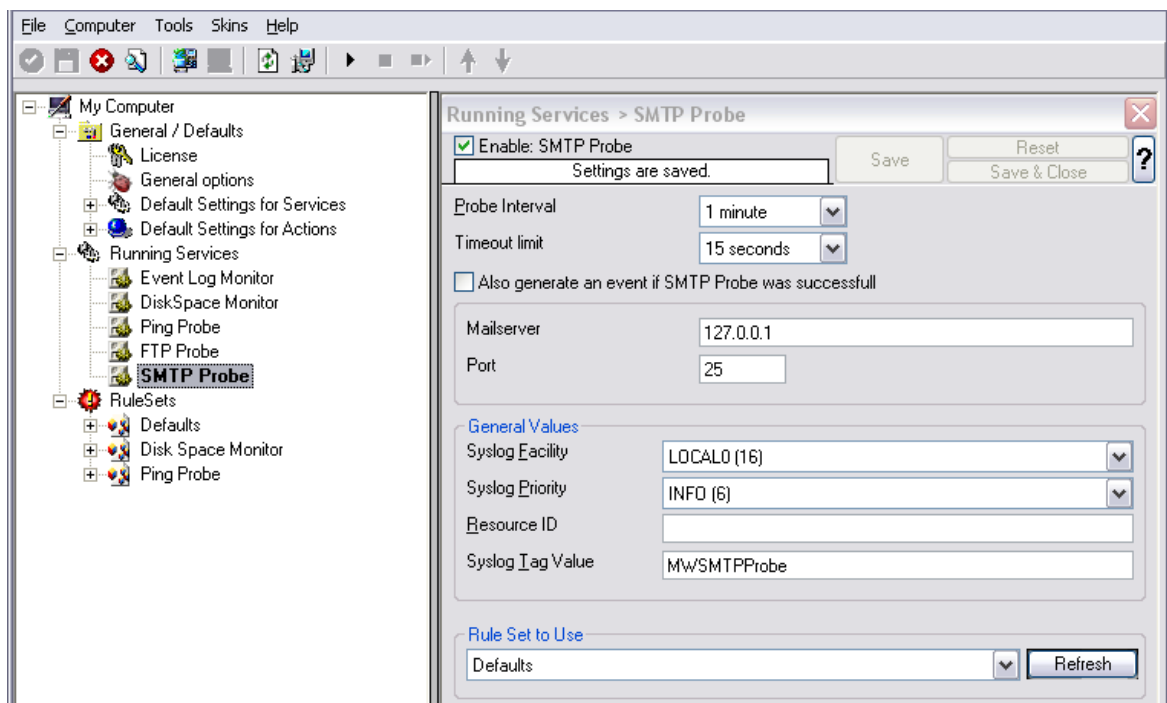 File Computer Tools Skins Help
My Computer
General / Defaults
License
General options
Default Settings for Services
Default Settings for Actions
Running Services
Event Log Monitor
DiskSpace Monitor
Ping Probe
FTP Probe
SMTP Probe
RuleSets
Defaults
Disk Space Monitor
Ping Probe
Running Services > SMTP Probe
Enable: SMTP Probe
Settings are saved.
Save
Reset
Save & Close
?
Probe Interval 1 minute
Timeout limit 15 seconds
Also generate an event if SMTP Probe was successfull
Mailserver 127.0.0.1
Port 25
General Values
Syslog Facility LOCAL0 (16)
Syslog Priority INFO (6)
Resource ID
Syslog Tag Value MWSMTPProbe
Rule Set to Use
Defaults Refresh